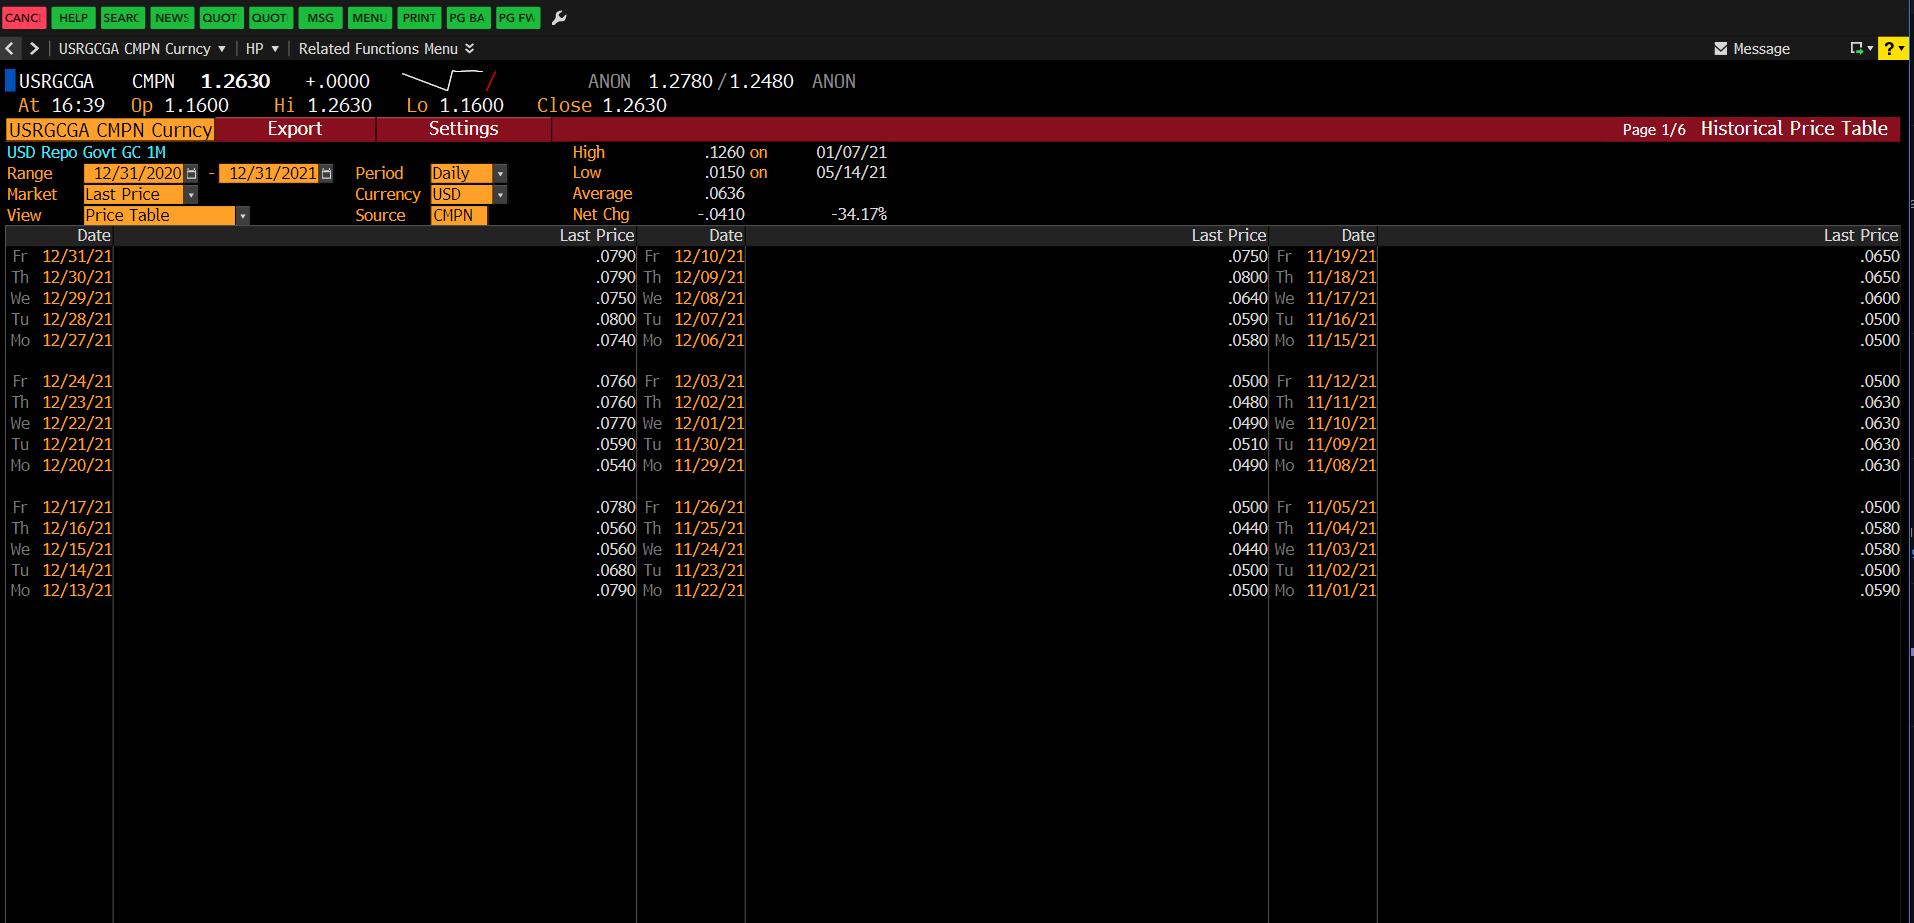 CANCI HELP SEARC NEWS QUOT QUOT MSG MENU PRINT PG BA PG FW
USRGCGA CMPN Curncy HP Related Functions Menu Message ?
USRGCGA CMPN 1.2630 +.0000 ANON 1.2780 / 1.2480 ANON
At 16:39 Op 1.1600 Hi 1.2630 Lo 1.1600 Close 1.2630
USRGCGA CMPN Curncy Export Settings Page 1/6 Historical Price Table
USD Repo Govt GC 1M High .1260 on 01/07/21
Range 12/31/2020 - 12/31/2021 Period Daily Low .0150 on 05/14/21
Market Last Price Currency USD Average .0636
View Price Table Source CMPN Net Chg -.0410 -34.17%
Date Last Price Date Last Price Date Last Price
Fr 12/31/21 .0790 Fr 12/10/21 .0750 Fr 11/19/21 .0650
Th 12/30/21 .0790 Th 12/09/21 .0800 Th 11/18/21 .0650
We 12/29/21 .0750 We 12/08/21 .0640 We 11/17/21 .0600
Tu 12/28/21 .0800 Tu 12/07/21 .0590 Tu 11/16/21 .0500
Mo 12/27/21 .0740 Mo 12/06/21 .0580 Mo 11/15/21 .0500
Fr 12/24/21 .0760 Fr 12/03/21 .0500 Fr 11/12/21 .0500
Th 12/23/21 .0760 Th 12/02/21 .0480 Th 11/11/21 .0630
We 12/22/21 .0770 We 12/01/21 .0490 We 11/10/21 .0630
Tu 12/21/21 .0590 Tu 11/30/21 .0510 Tu 11/09/21 .0630
Mo 12/20/21 .0540 Mo 11/29/21 .0490 Mo 11/08/21 .0630
Fr 12/17/21 .0780 Fr 11/26/21 .0500 Fr 11/05/21 .0500
Th 12/16/21 .0560 Th 11/25/21 .0440 Th 11/04/21 .0580
We 12/15/21 .0560 We 11/24/21 .0440 We 11/03/21 .0580
Tu 12/14/21 .0680 Tu 11/23/21 .0500 Tu 11/02/21 .0500
Mo 12/13/21 .0790 Mo 11/22/21 .0500 Mo 11/01/21 .0590